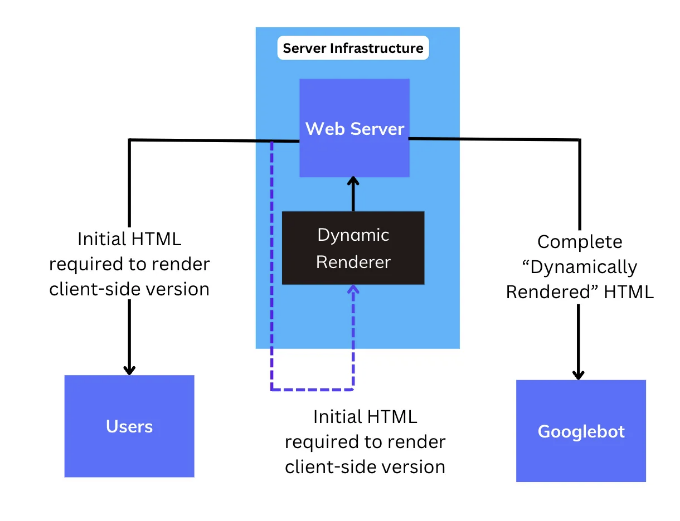 Server Infrastructure
Web Server
Dynamic
Renderer
Initial HTML
required to render
client-side version
Complete
“Dynamically
Rendered” HTML
Users
Googlebot
Initial HTML
required to render
client-side version